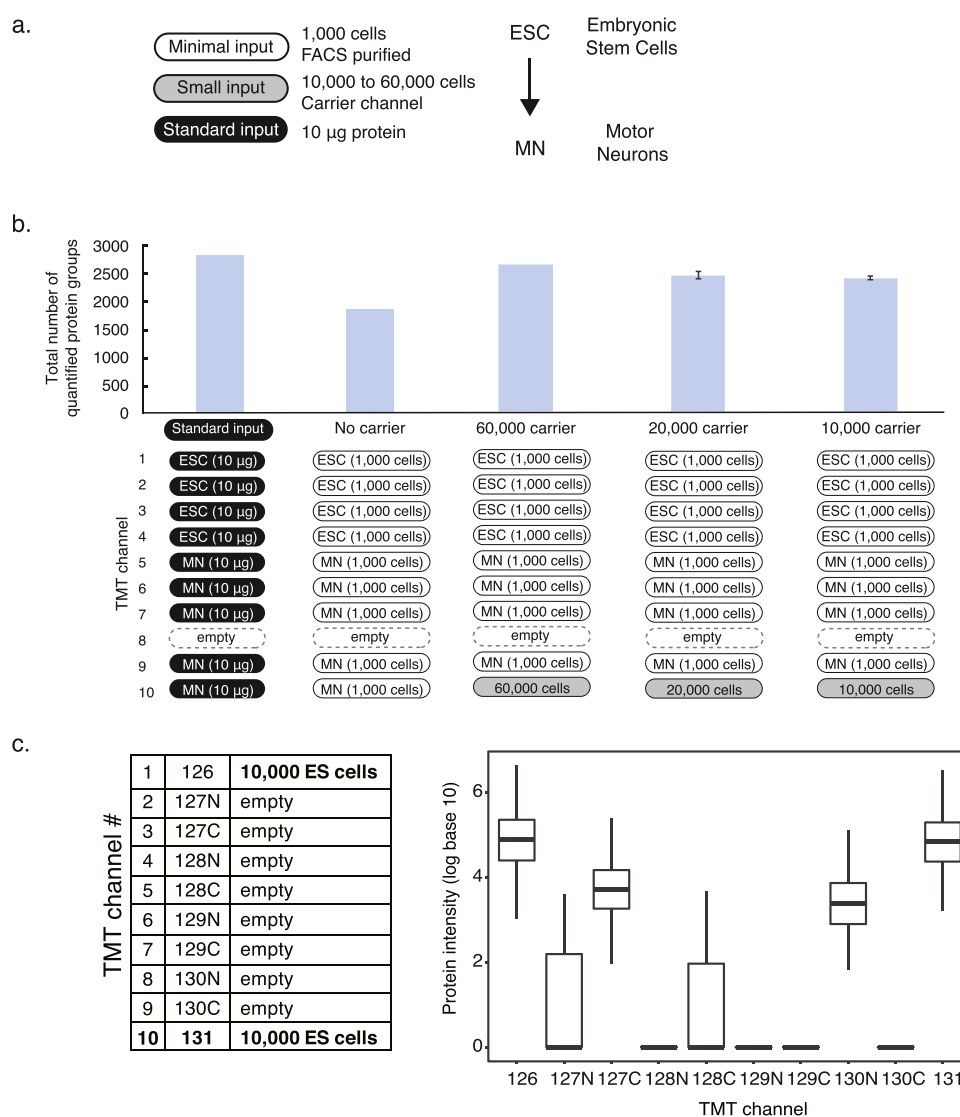 a.
Minimal input
1,000 cells
FACS purified
Small input
10,000 to 60,000 cells
Carrier channel
Standard input
10 µg protein
ESC
Embryonic
Stem Cells
MN
Motor
Neurons
b.
Total number of
quantified protein groups
3000
2500
2000
1500
1000
500
0
Standard input No carrier 60,000 carrier 20,000 carrier 10,000 carrier
TMT channel
1 ESC (10 µg) ESC (1,000 cells) ESC (1,000 cells) ESC (1,000 cells) ESC (1,000 cells)
2 ESC (10 µg) ESC (1,000 cells) ESC (1,000 cells) ESC (1,000 cells) ESC (1,000 cells)
3 ESC (10 µg) ESC (1,000 cells) ESC (1,000 cells) ESC (1,000 cells) ESC (1,000 cells)
4 ESC (10 µg) ESC (1,000 cells) ESC (1,000 cells) ESC (1,000 cells) ESC (1,000 cells)
5 MN (10 µg) MN (1,000 cells) MN (1,000 cells) MN (1,000 cells) MN (1,000 cells)
6 MN (10 µg) MN (1,000 cells) MN (1,000 cells) MN (1,000 cells) MN (1,000 cells)
7 MN (10 µg) MN (1,000 cells) MN (1,000 cells) MN (1,000 cells) MN (1,000 cells)
8 empty empty empty empty empty
9 MN (10 µg) MN (1,000 cells) MN (1,000 cells) MN (1,000 cells) MN (1,000 cells)
10 MN (10 µg) MN (1,000 cells) 60,000 cells 20,000 cells 10,000 cells
c.
TMT channel #
1 126 10,000 ES cells
2 127N empty
3 127C empty
4 128N empty
5 128C empty
6 129N empty
7 129C empty
8 130N empty
9 130C empty
10 131 10,000 ES cells
Protein intensity (log base 10)
6
4
2
0
126 127N 127C 128N 128C 129N 129C 130N 130C 131
TMT channel